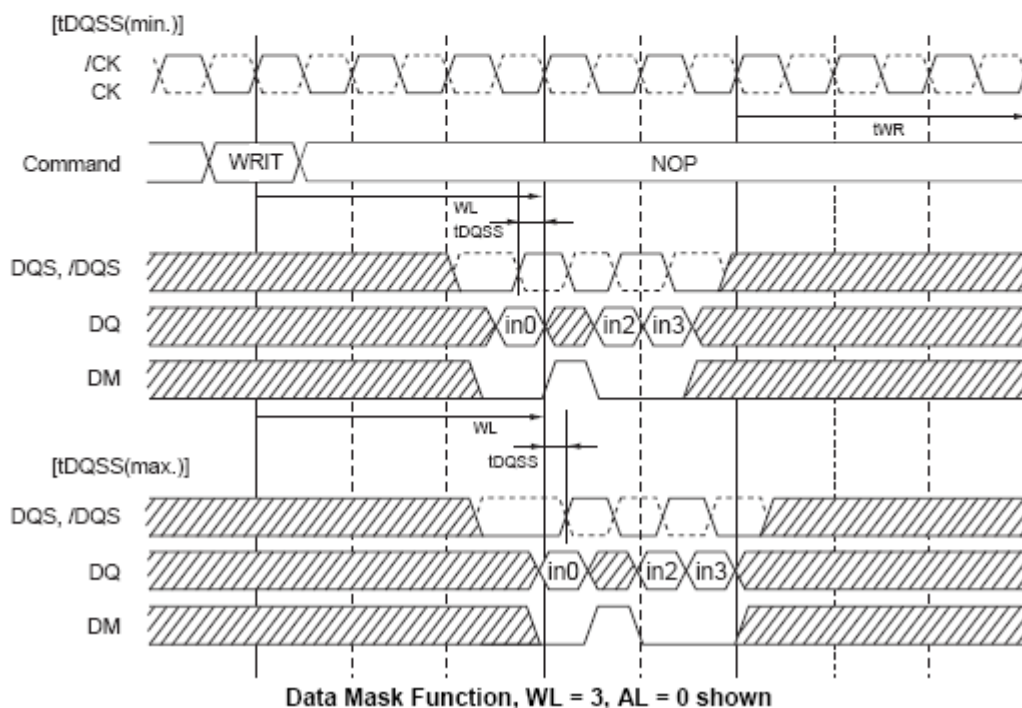 [tDQSS(min.)]
/CK
CK
tWR
Command WRIT NOP
WL
tDQSS
DQS, /DQS
DQ in0 in2 in3
DM
WL
tDQSS
[tDQSS(max.)]
DQS, /DQS
DQ in0 in2 in3
DM
Data Mask Function, WL = 3, AL = 0 shown